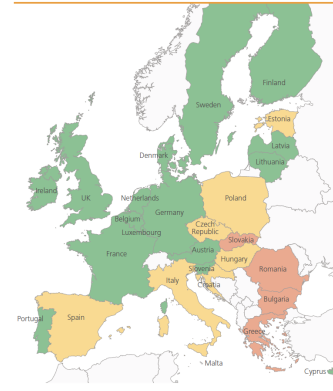 Finland
Sweden
Estonia
Latvia
Denmark
Lithuania
Ireland
UK
Netherlands
Poland
Belgium
Germany
Luxembourg
Czech
Republic
Slovakia
France
Austria
Hungary
Slovenia
Romania
Italy
Croatia
Bulgaria
Portugal
Spain
Greece
Malta
Cyprus